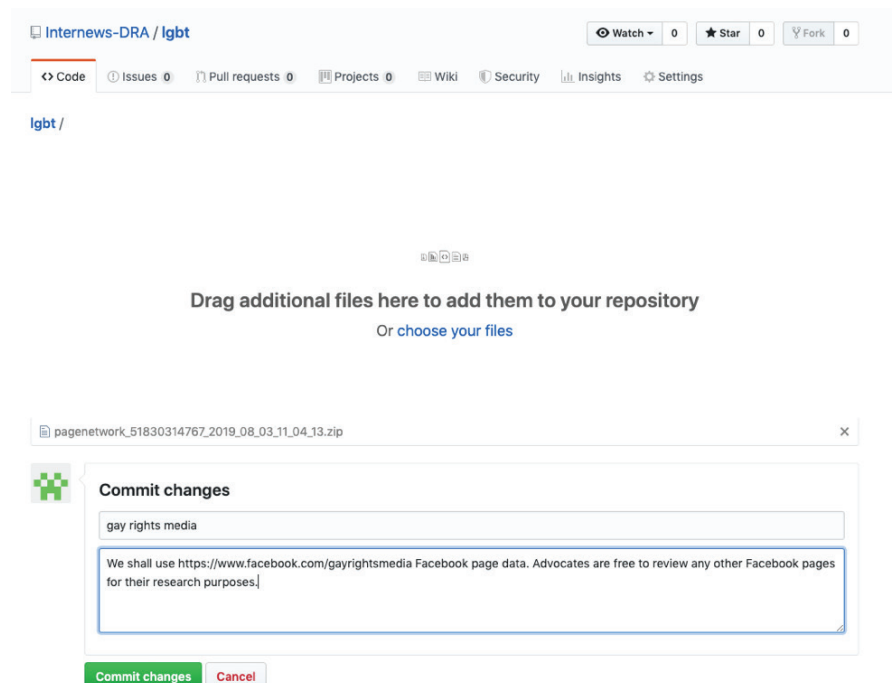 Internews-DRA / lgbt
Watch 0 Star 0 Fork 0
<> Code Issues 0 Pull requests 0 Projects 0 Wiki Security Insights Settings
lgbt /
Drag additional files here to add them to your repository
Or choose your files
pagenetwork_51830314767_2019_08_03_11_04_13.zip
Commit changes
gay rights media
We shall use https://www.facebook.com/gayrightsmedia Facebook page data. Advocates are free to review any other Facebook pages
for their research purposes.
Commit changes Cancel